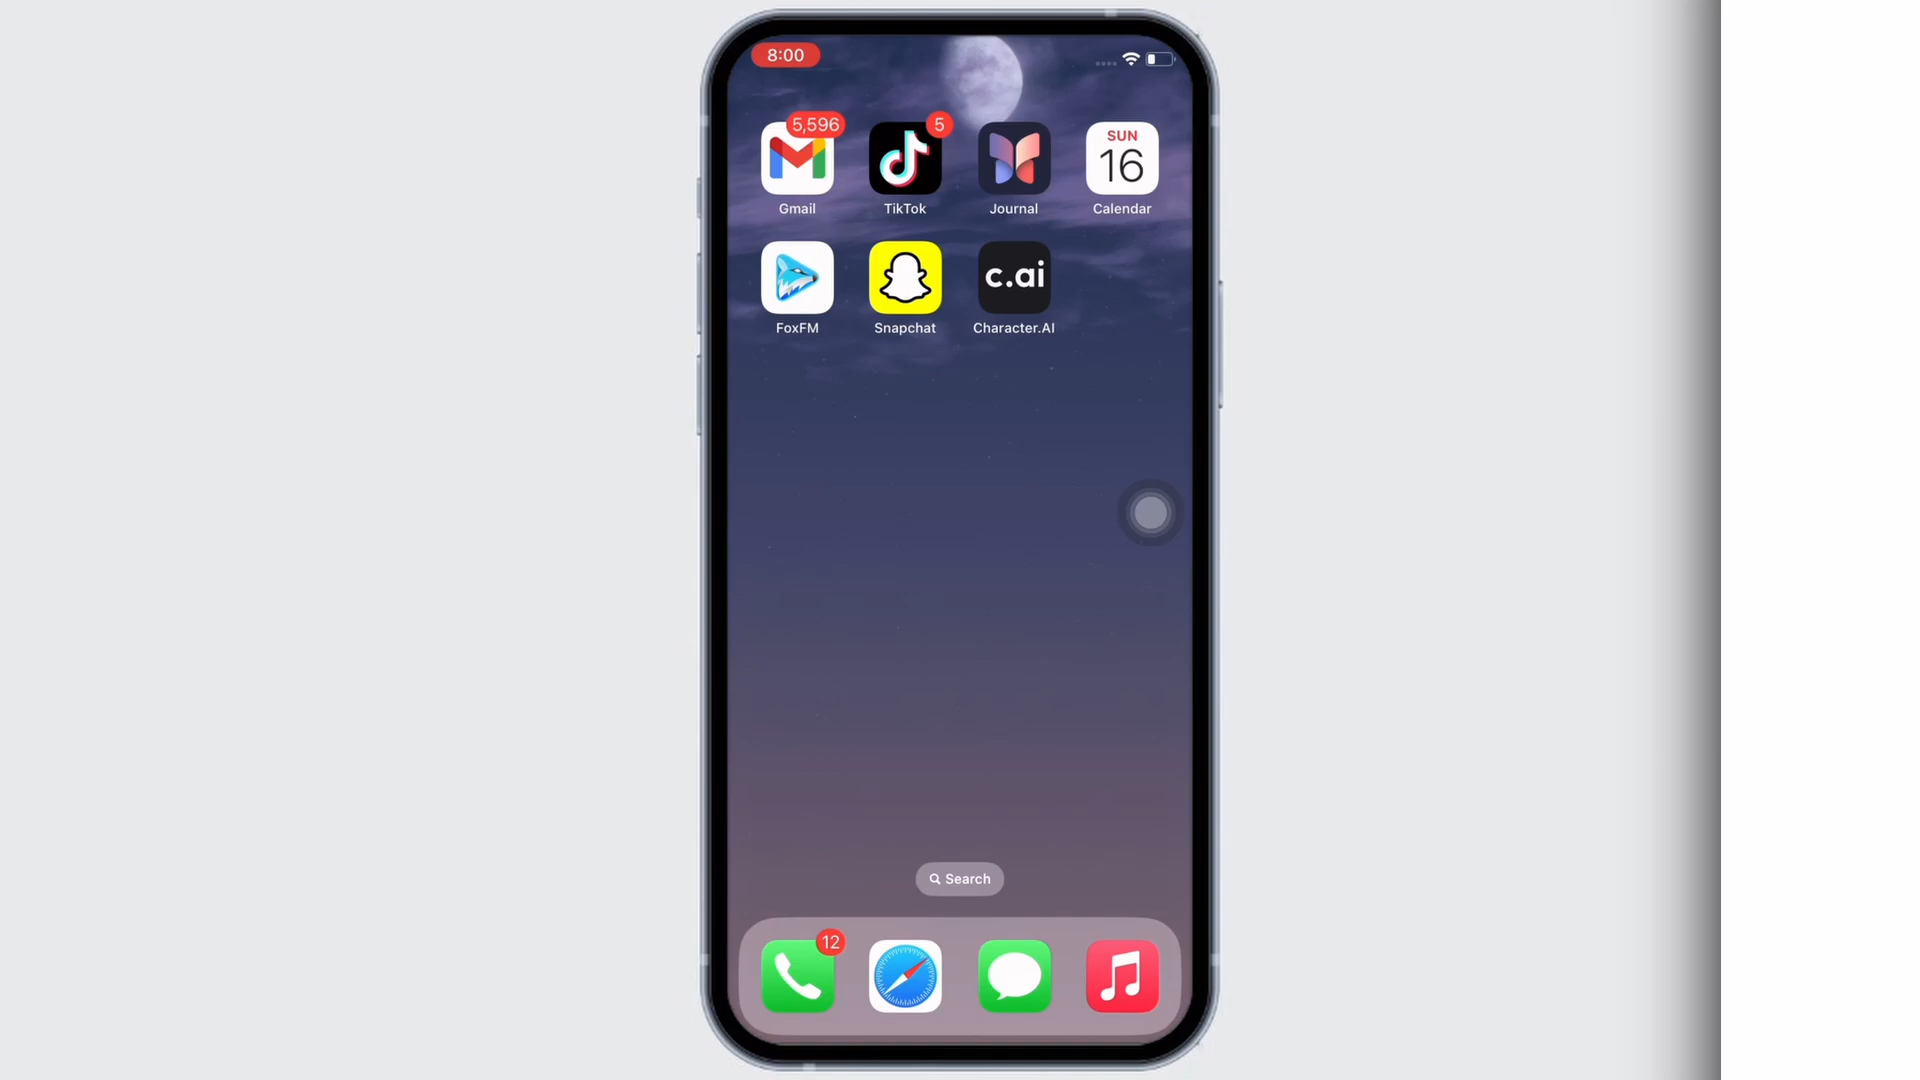 8:00
5,596
5
SUN
16
Gmail
TikTok
Journal
Calendar
c.ai
FoxFM
Snapchat
Character.AI
Search
12